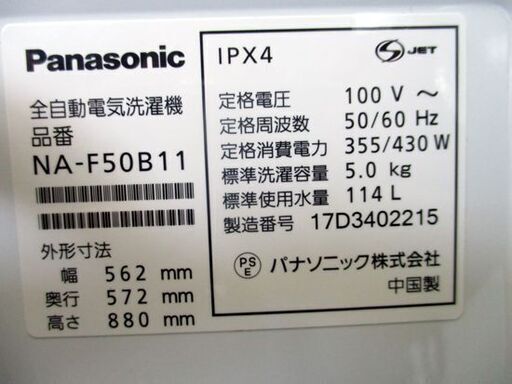 Panasonic
全自動電気洗濯機
品番
NA-F50B11
外形寸法
幅 562 mm
奥行 572 mm
高さ 880 mm
IPX4
S JET
定格電圧 100 V ～
定格周波数 50/60 Hz
定格消費電力 355/430 W
標準洗濯容量 5.0 kg
標準使用水量 114 L
製造番号 17D3402215
PS
E パナソニック株式会社
中国製